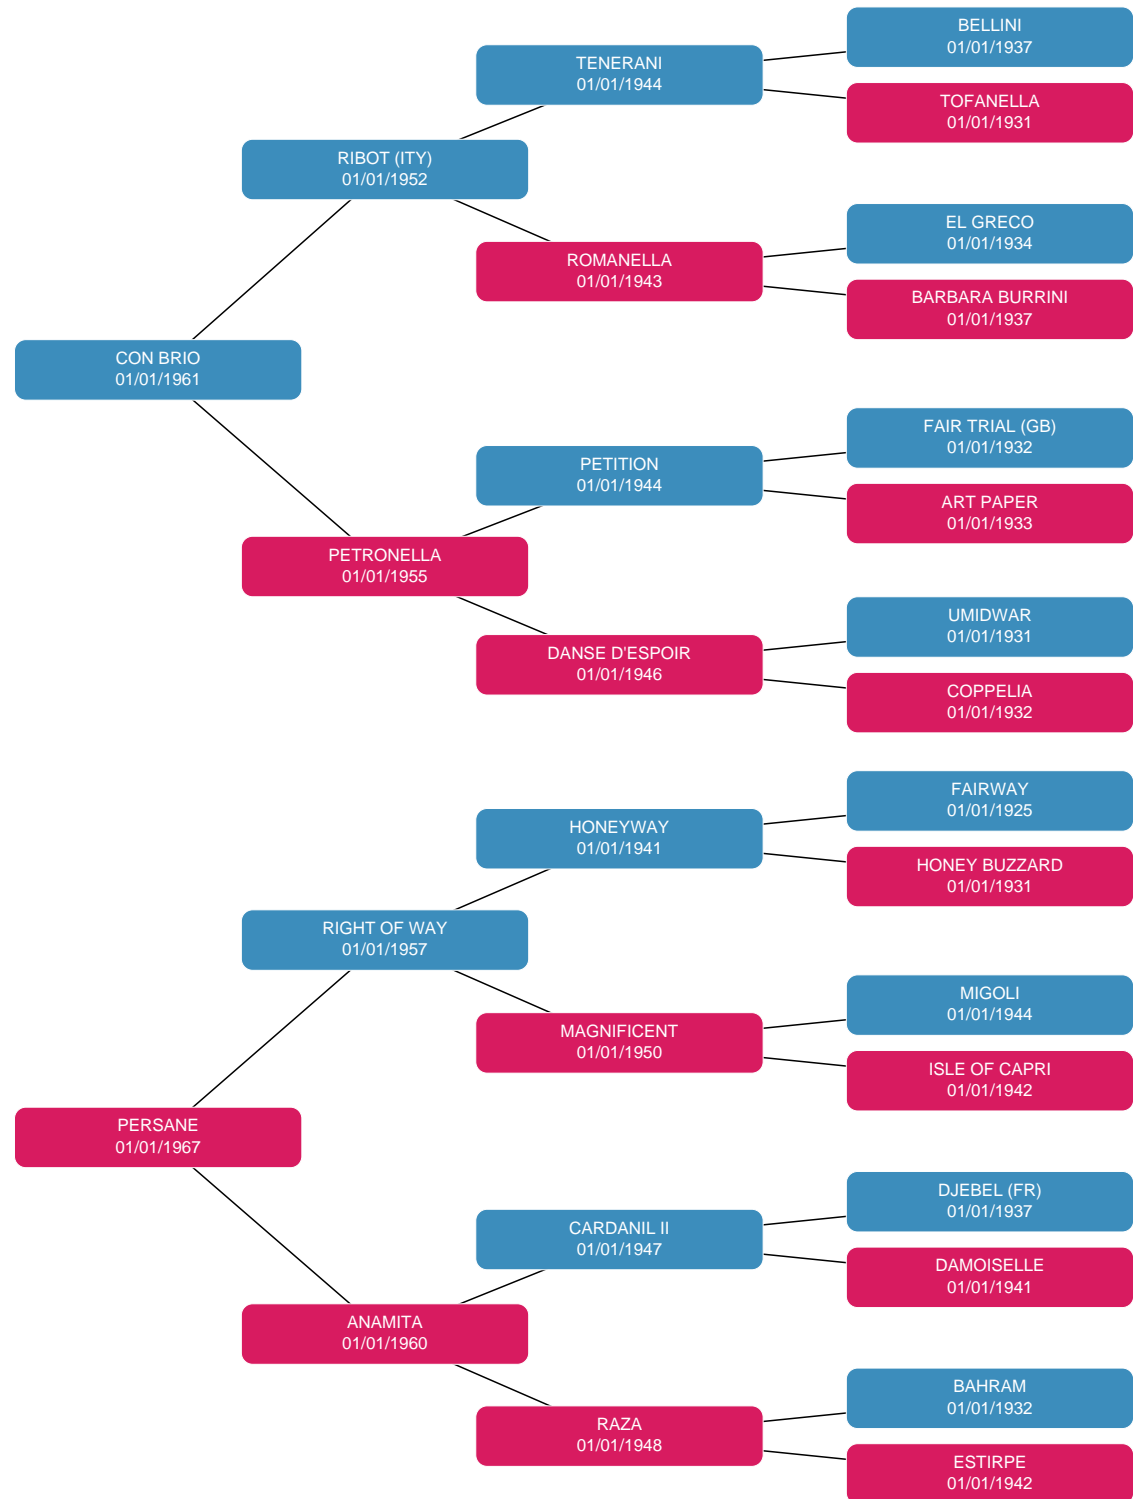 BELLINI
01/01/1937
TENERANI
01/01/1944
TOFANELLA
01/01/1931
RIBOT (ITY)
01/01/1952
EL GRECO
01/01/1934
ROMANELLA
01/01/1943
BARBARA BURRINI
01/01/1937
CON BRIO
01/01/1961
FAIR TRIAL (GB)
01/01/1932
PETITION
01/01/1944
ART PAPER
01/01/1933
PETRONELLA
01/01/1955
UMIDWAR
01/01/1931
DANSE D'ESPOIR
01/01/1946
COPPELIA
01/01/1932
FAIRWAY
01/01/1925
HONEYWAY
01/01/1941
HONEY BUZZARD
01/01/1931
RIGHT OF WAY
01/01/1957
MIGOLI
01/01/1944
MAGNIFICENT
01/01/1950
ISLE OF CAPRI
01/01/1942
PERSANE
01/01/1967
DJEBEL (FR)
01/01/1937
CARDANIL II
01/01/1947
DAMOISELLE
01/01/1941
ANAMITA
01/01/1960
BAHRAM
01/01/1932
RAZA
01/01/1948
ESTIRPE
01/01/1942